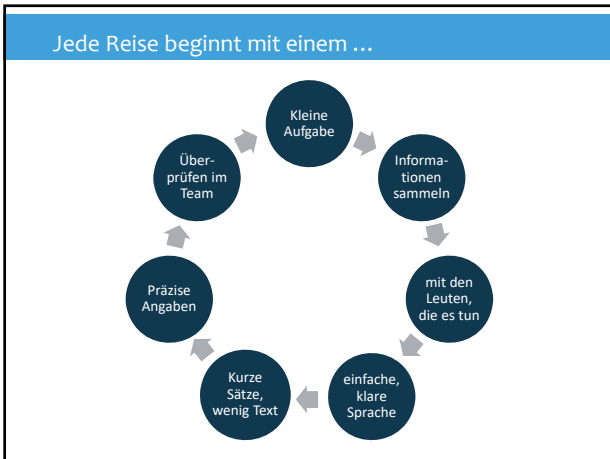 Jede Reise beginnt mit einem …
Kleine
Aufgabe
Informa-
tionen
sammeln
mit den
Leuten,
die es tun
einfache,
klare
Sprache
Kurze
Sätze,
wenig Text
Präzise
Angaben
Über-
prüfen im
Team